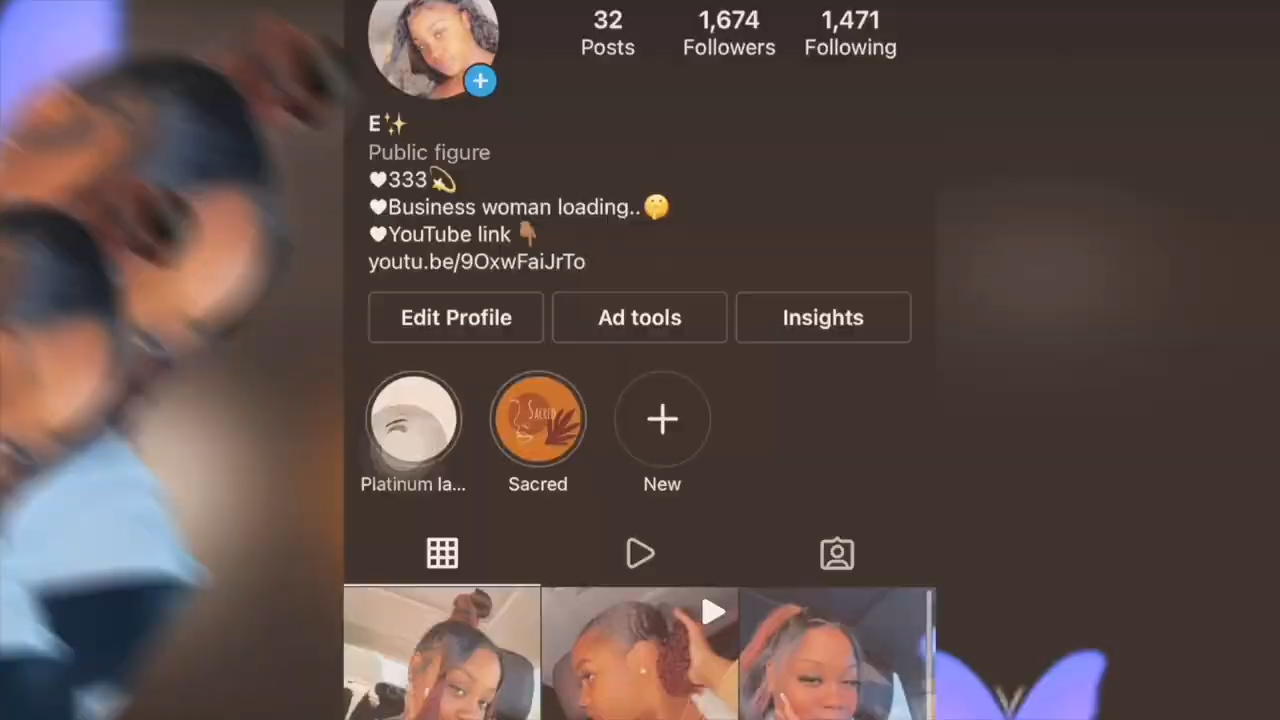 32 1,674 1,471
Posts Followers Following
E✨
Public figure
🤍333💫
🤍Business woman loading..🤫
🤍YouTube link 👇🏾
youtu.be/9OxwFaiJrTo
Edit Profile Ad tools Insights
Sacred
Platinum la... Sacred New